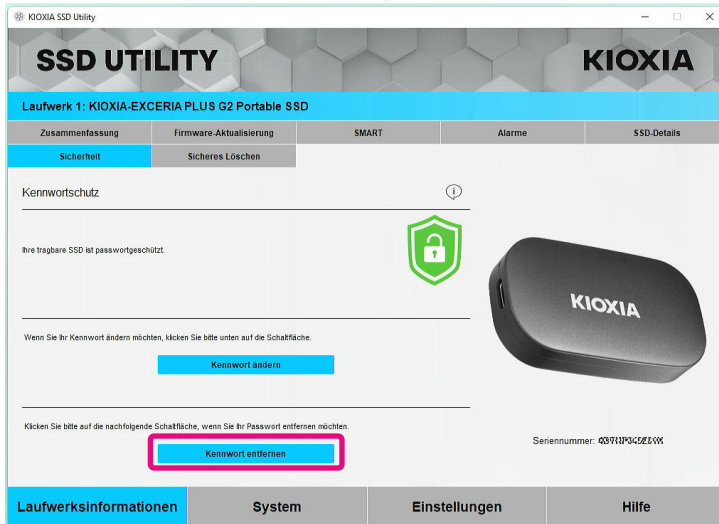 KIOXIA SSD Utility
SSD UTILITY
KIOXIA
Laufwerk 1: KIOXIA-EXCERIA PLUS G2 Portable SSD
Zusammenfassung Firmware-Aktualisierung SMART Alarme SSD-Details
Sicherheit Sicheres Löschen
Kennwortschutz
Ihre tragbare SSD ist passwortgeschützt.
KIOXIA
Wenn Sie Ihr Kennwort ändern möchten, klicken Sie bitte unten auf die Schaltfläche.
Kennwort ändern
Klicken Sie bitte auf die nachfolgende Schaltfläche, wenn Sie Ihr Passwort entfernen möchten.
Kennwort entfernen
Seriennummer:
Laufwerksinformationen System Einstellungen Hilfe